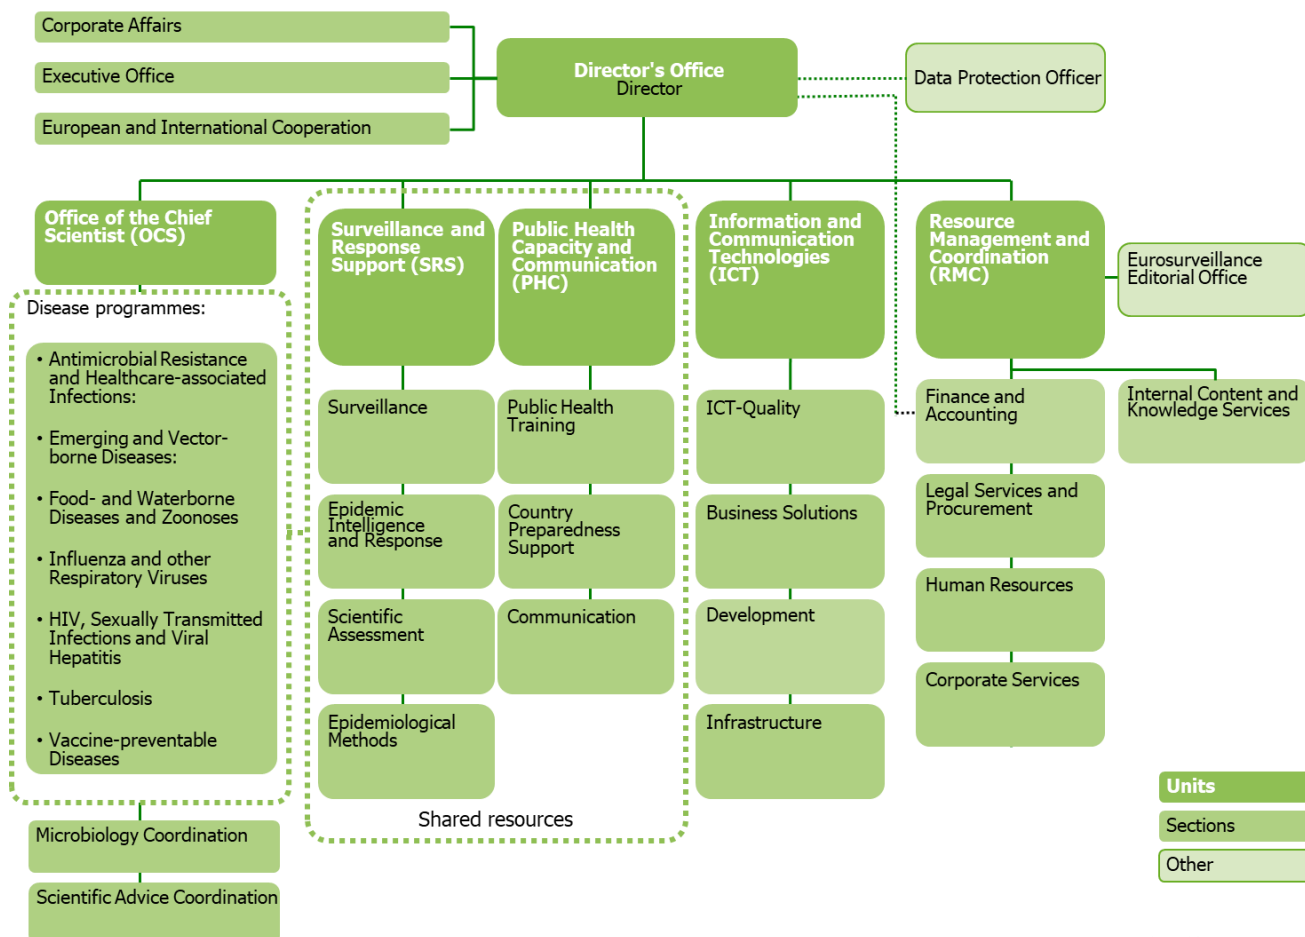 Corporate Affairs
Executive Office
European and International Cooperation
Director's Office
Director
Data Protection Officer
Office of the Chief
Scientist (OCS)
Disease programmes:
• Antimicrobial Resistance
and Healthcare-associated
Infections:
• Emerging and Vector-
borne Diseases:
• Food- and Waterborne
Diseases and Zoonoses
• Influenza and other
Respiratory Viruses
• HIV, Sexually Transmitted
Infections and Viral
Hepatitis
• Tuberculosis
• Vaccine-preventable
Diseases
Microbiology Coordination
Scientific Advice Coordination
Surveillance and
Response
Support (SRS)
Surveillance
Epidemic
Intelligence
and Response
Scientific
Assessment
Epidemiological
Methods
Public Health
Capacity and
Communication
(PHC)
Public Health
Training
Country
Preparedness
Support
Communication
Shared resources
Information and
Communication
Technologies
(ICT)
ICT-Quality
Business Solutions
Development
Infrastructure
Resource
Management and
Coordination
(RMC)
Eurosurveillance
Editorial Office
Finance and
Accounting
Internal Content and
Knowledge Services
Legal Services and
Procurement
Human Resources
Corporate Services
Units
Sections
Other